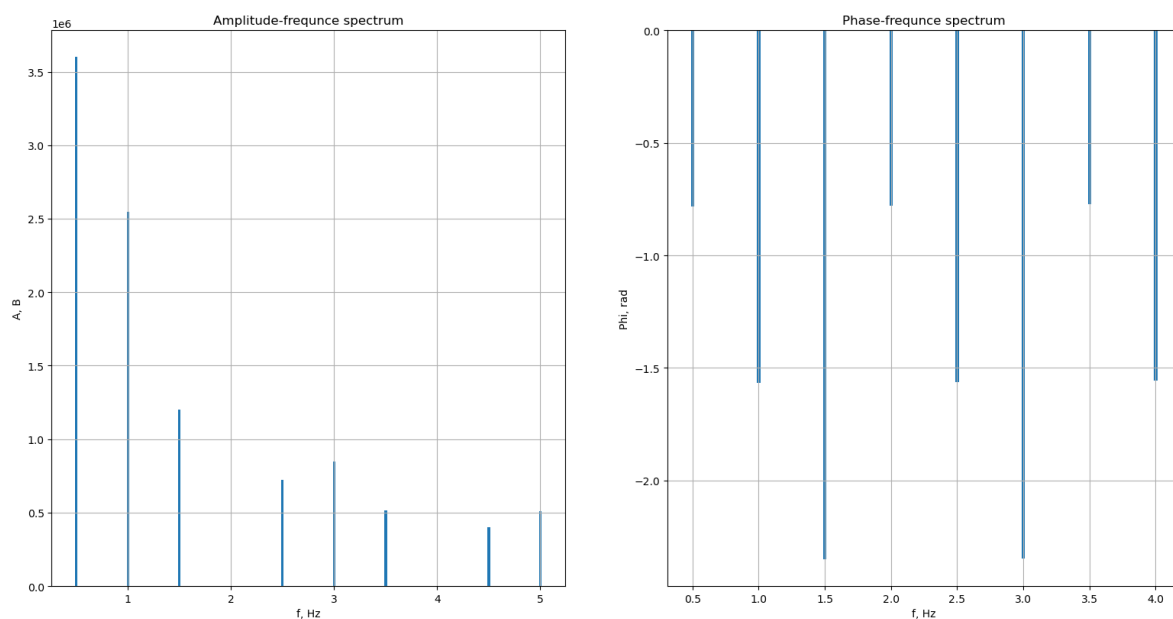 Amplitude-frequnce spectrum
1e6
3.5
3.0
2.5
2.0
1.5
1.0
0.5
0.0
A, B
1 2 3 4 5
f, Hz
Phase-frequnce spectrum
0.0
−0.5
−1.0
−1.5
−2.0
Phi, rad
0.5 1.0 1.5 2.0 2.5 3.0 3.5 4.0
f, Hz